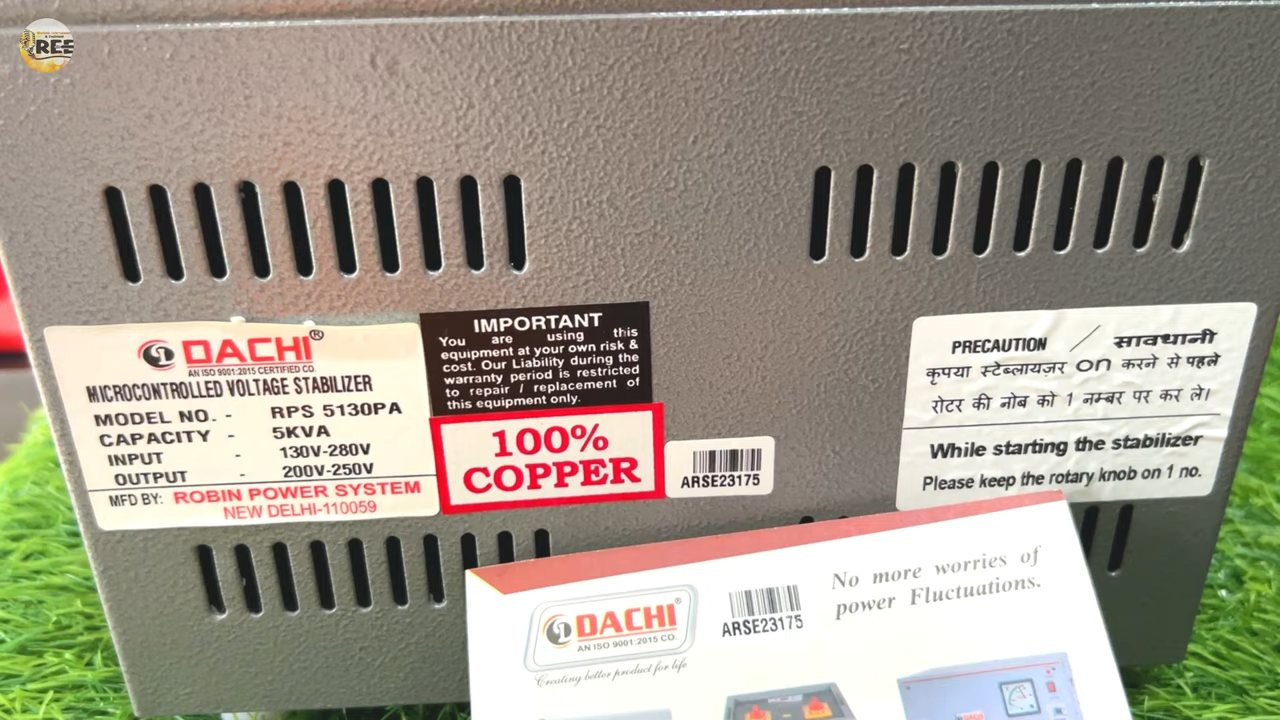 REE
DACHI®
AN ISO 9001:2015 CERTIFIED CO.
MICROCONTROLLED VOLTAGE STABILIZER
MODEL NO. - RPS 5130PA
CAPACITY - 5KVA
INPUT - 130V-280V
OUTPUT - 200V-250V
MFD BY: ROBIN POWER SYSTEM
NEW DELHI-110059
IMPORTANT
You are using this
equipment at your own risk &
cost. Our Liability during the
warranty period is restricted
to repair / replacement of
this equipment only.
100%
COPPER
ARSE23175
PRECAUTION / सावधानी
कृपया स्टेब्लायज़र on करने से पहले
रोटर की नोब को 1 नम्बर पर कर ले।
While starting the stabilizer
Please keep the rotary knob on 1 no.
DACHI®
AN ISO 9001:2015 CO.
Creating better product for life
ARSE23175
No more worries of
power Fluctuations.
DACHI